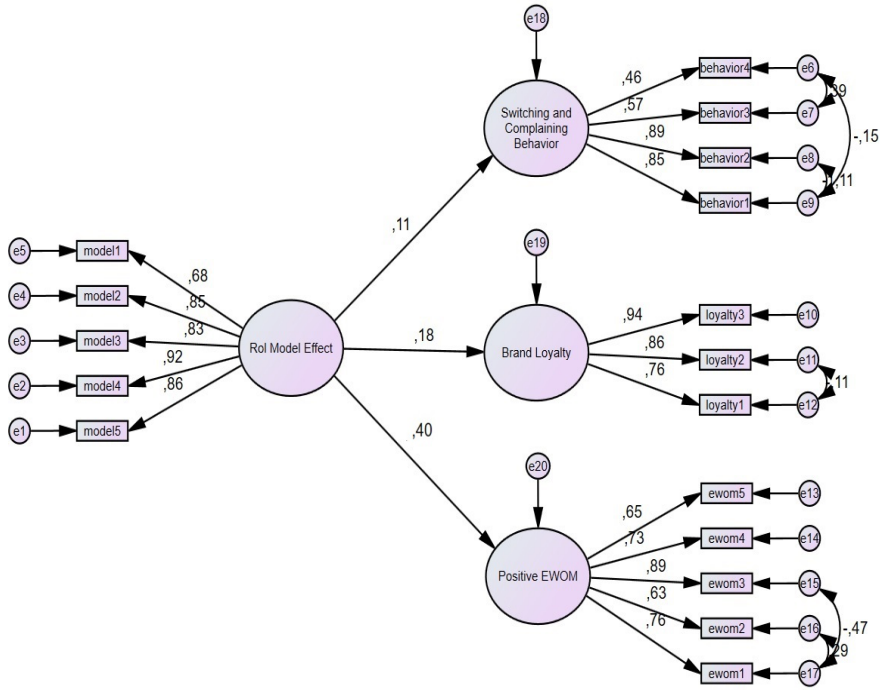 e18
Switching and
Complaining
Behavior
,46
,57
,89
,85
behavior4
behavior3
behavior2
behavior1
e6
e7
e8
e9
-,15
,11
e5
e4
e3
e2
e1
model1
model2
model3
model4
model5
,68
,85
,83
,92
,86
Rol Model Effect
,11
,18
,40
e19
Brand Loyalty
,94
,86
,76
loyalty3
loyalty2
loyalty1
e10
e11
e12
e20
Positive EWOM
,65
,73
,89
,63
,76
ewom5
ewom4
ewom3
ewom2
ewom1
e13
e14
e15
e16
e17
-,47